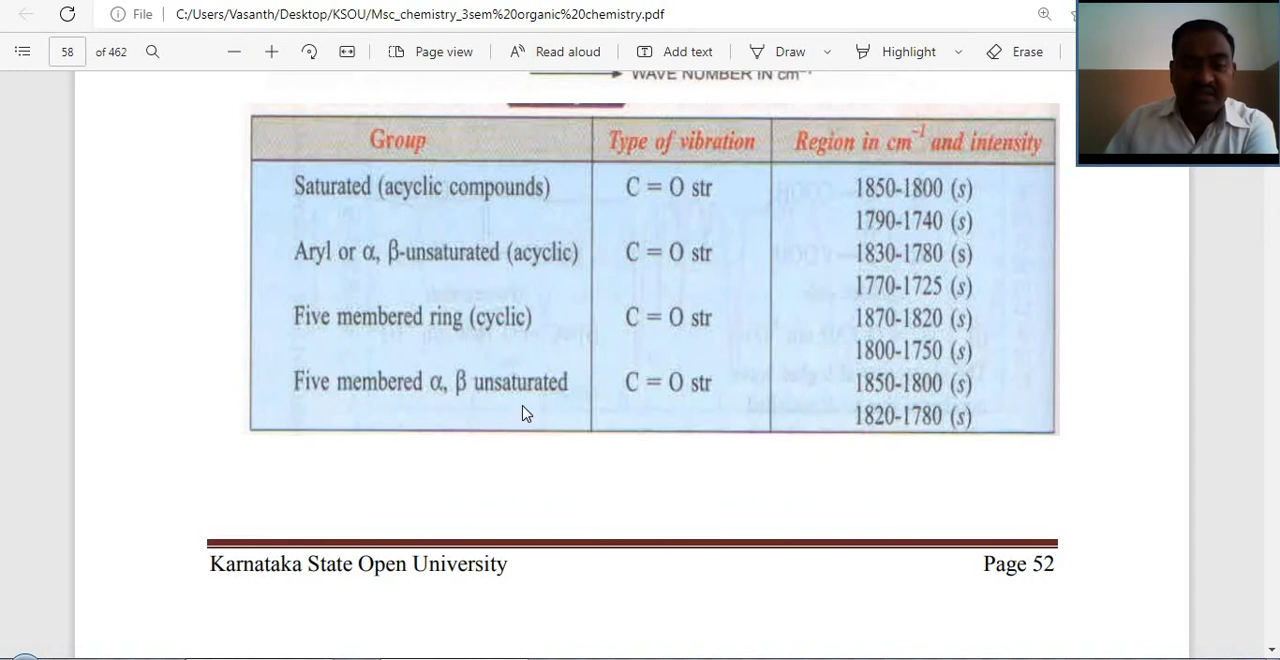 File C:/Users/Vasanth/Desktop/KSOU/Msc_chemistry_3sem%20organic%20chemistry.pdf
58 of 462 Page view Read aloud Add text Draw Highlight Erase
WAVE NUMBER IN cm⁻¹
Group Type of vibration Region in cm⁻¹ and intensity
Saturated (acyclic compounds) C = O str 1850-1800 (s)
1790-1740 (s)
Aryl or α, β-unsaturated (acyclic) C = O str 1830-1780 (s)
1770-1725 (s)
Five membered ring (cyclic) C = O str 1870-1820 (s)
1800-1750 (s)
Five membered α, β unsaturated C = O str 1850-1800 (s)
1820-1780 (s)
Karnataka State Open University Page 52